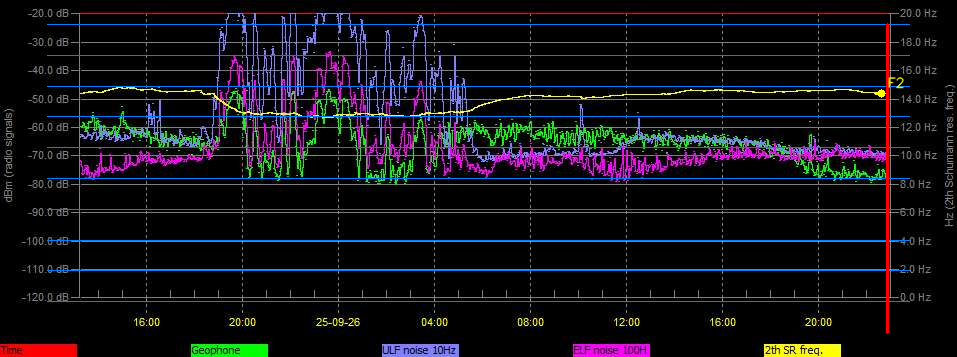 -20.0 dB 20.0 Hz
-30.0 dB 18.0 Hz
-40.0 dB 16.0 Hz
F2
-50.0 dB 14.0 Hz
-60.0 dB 12.0 Hz
-70.0 dB 10.0 Hz
-80.0 dB 8.0 Hz
-90.0 dB 6.0 Hz
-100.0 dB 4.0 Hz
-110.0 dB 2.0 Hz
-120.0 dB 0.0 Hz
dBm (radio signals)
Hz (2th Schumann res. freq.)
16:00 20:00 25-09-26 04:00 08:00 12:00 16:00 20:00
Time Geophone ULF noise 10Hz ELF noise 100H 2th SR freq.